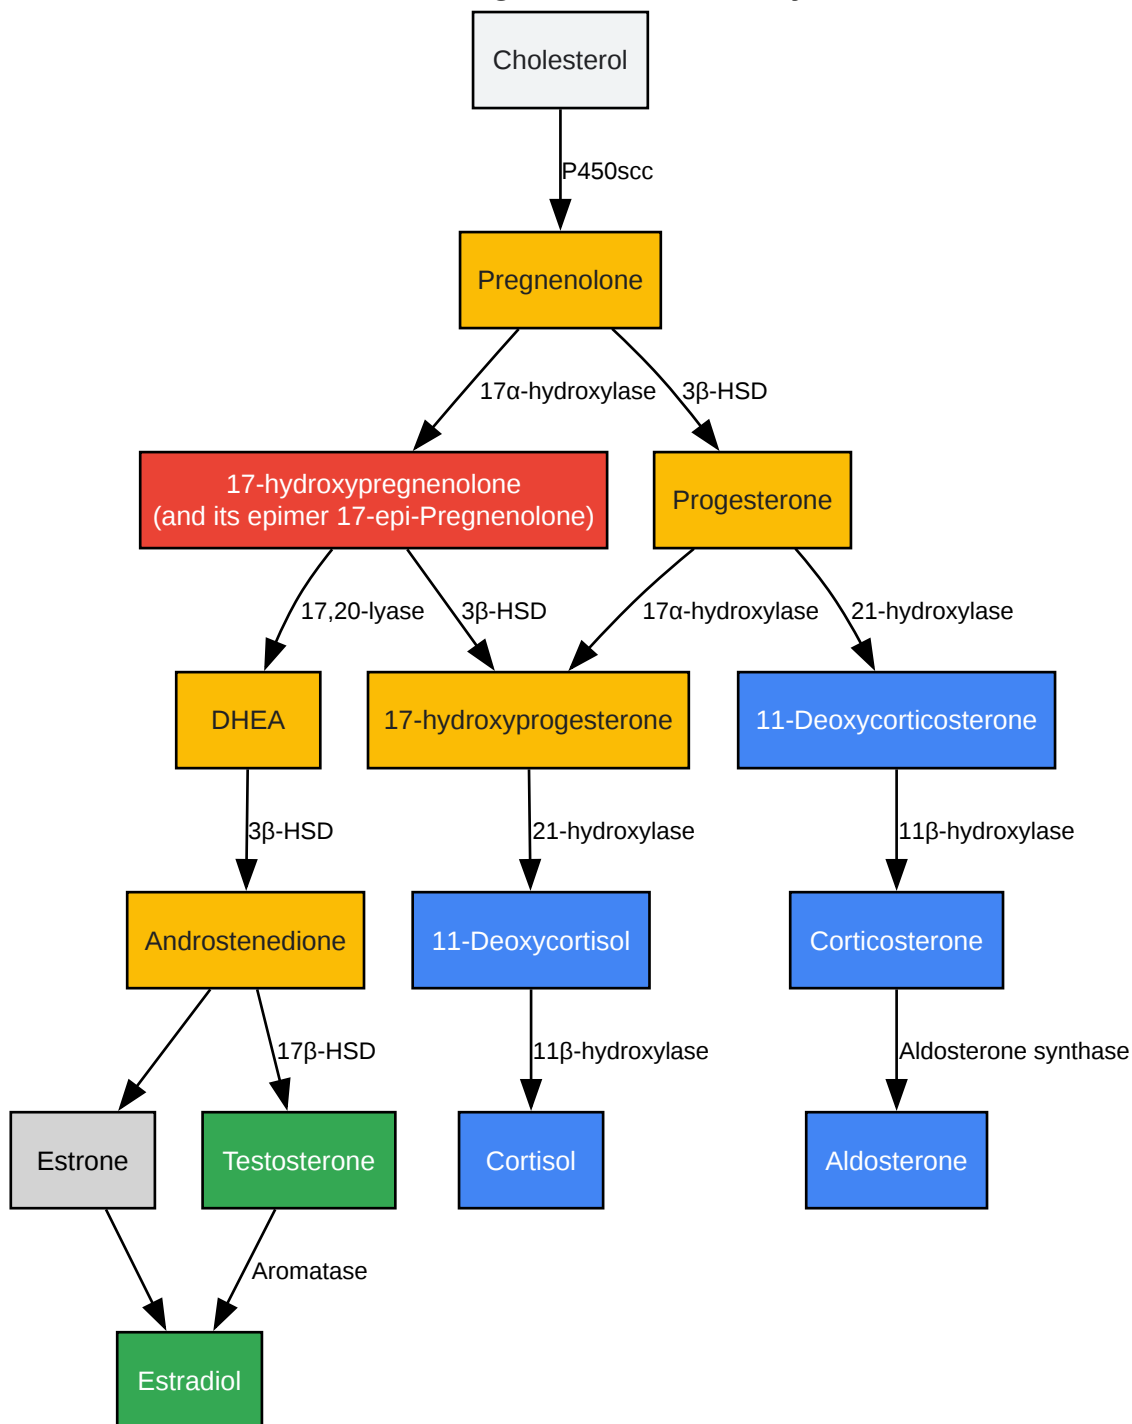 Cholesterol
P450scc
Pregnenolone
17α-hydroxylase
3β-HSD
17-hydroxypregnenolone
(and its epimer 17-epi-Pregnenolone)
Progesterone
17,20-lyase
3β-HSD
17α-hydroxylase
21-hydroxylase
DHEA
17-hydroxyprogesterone
11-Deoxycorticosterone
3β-HSD
21-hydroxylase
11β-hydroxylase
Androstenedione
11-Deoxycortisol
Corticosterone
17β-HSD
11β-hydroxylase
Aldosterone synthase
Estrone
Testosterone
Cortisol
Aldosterone
Aromatase
Estradiol